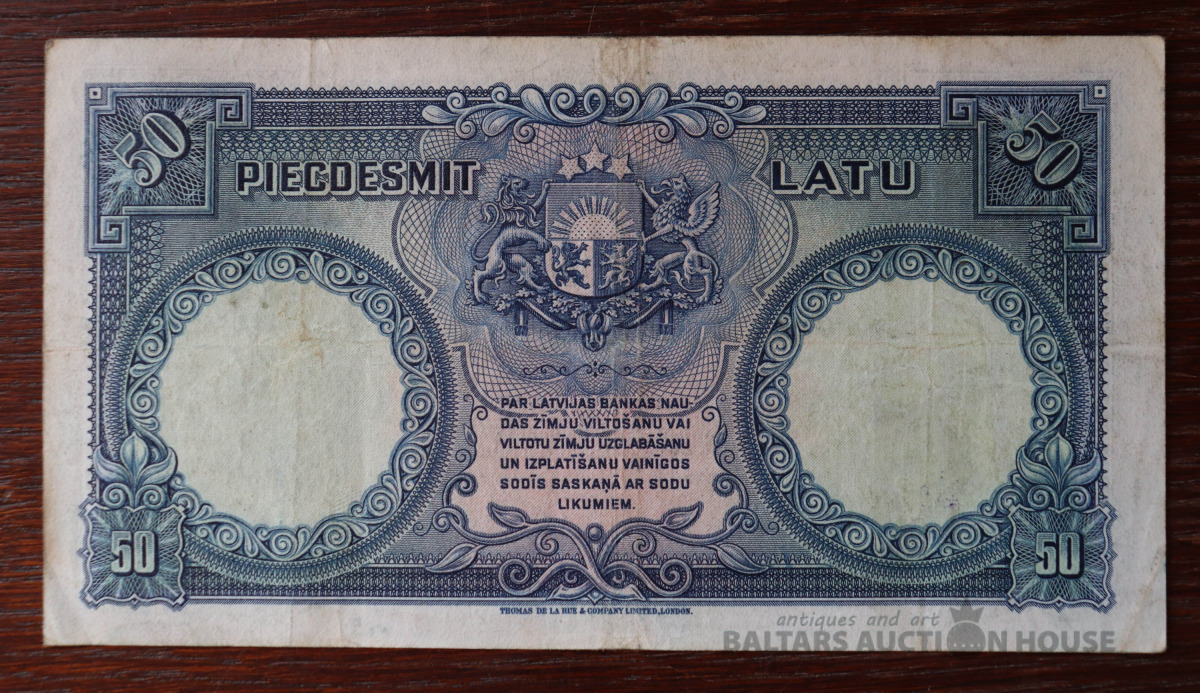 50 50
PIECDESMIT LATU
PAR LATVIJAS BANKAS NAU-
DAS ZĪMJU VILTOŠANU VAI
VILTOTU ZĪMJU UZGLABĀŠANU
UN IZPLATĪŠANU VAINĪGOS
SODĪS SASKAŅĀ AR SODU
LIKUMIEM.
50 50
THOMAS DE LA RUE & COMPANY LIMITED, LONDON.
antiques and art
BALTARS AUCTION HOUSE